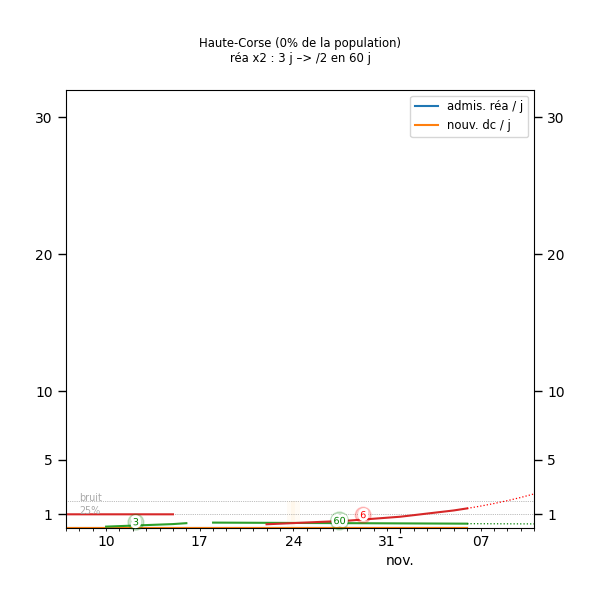 Haute-Corse (0% de la population)
réa x2 : 3 j –> /2 en 60 j
admis. réa / j
nouv. dc / j
30 30
20 20
10 10
5 5
bruit
25%
1 1
3 60 6
10 17 24 31 - 07
nov.